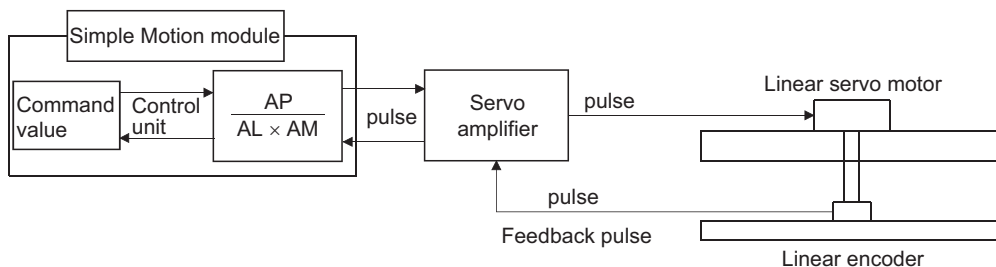 Simple Motion module
Command
value
Control
unit
AP
AL × AM
pulse
Servo
amplifier
pulse
Linear servo motor
pulse
Feedback pulse
Linear encoder